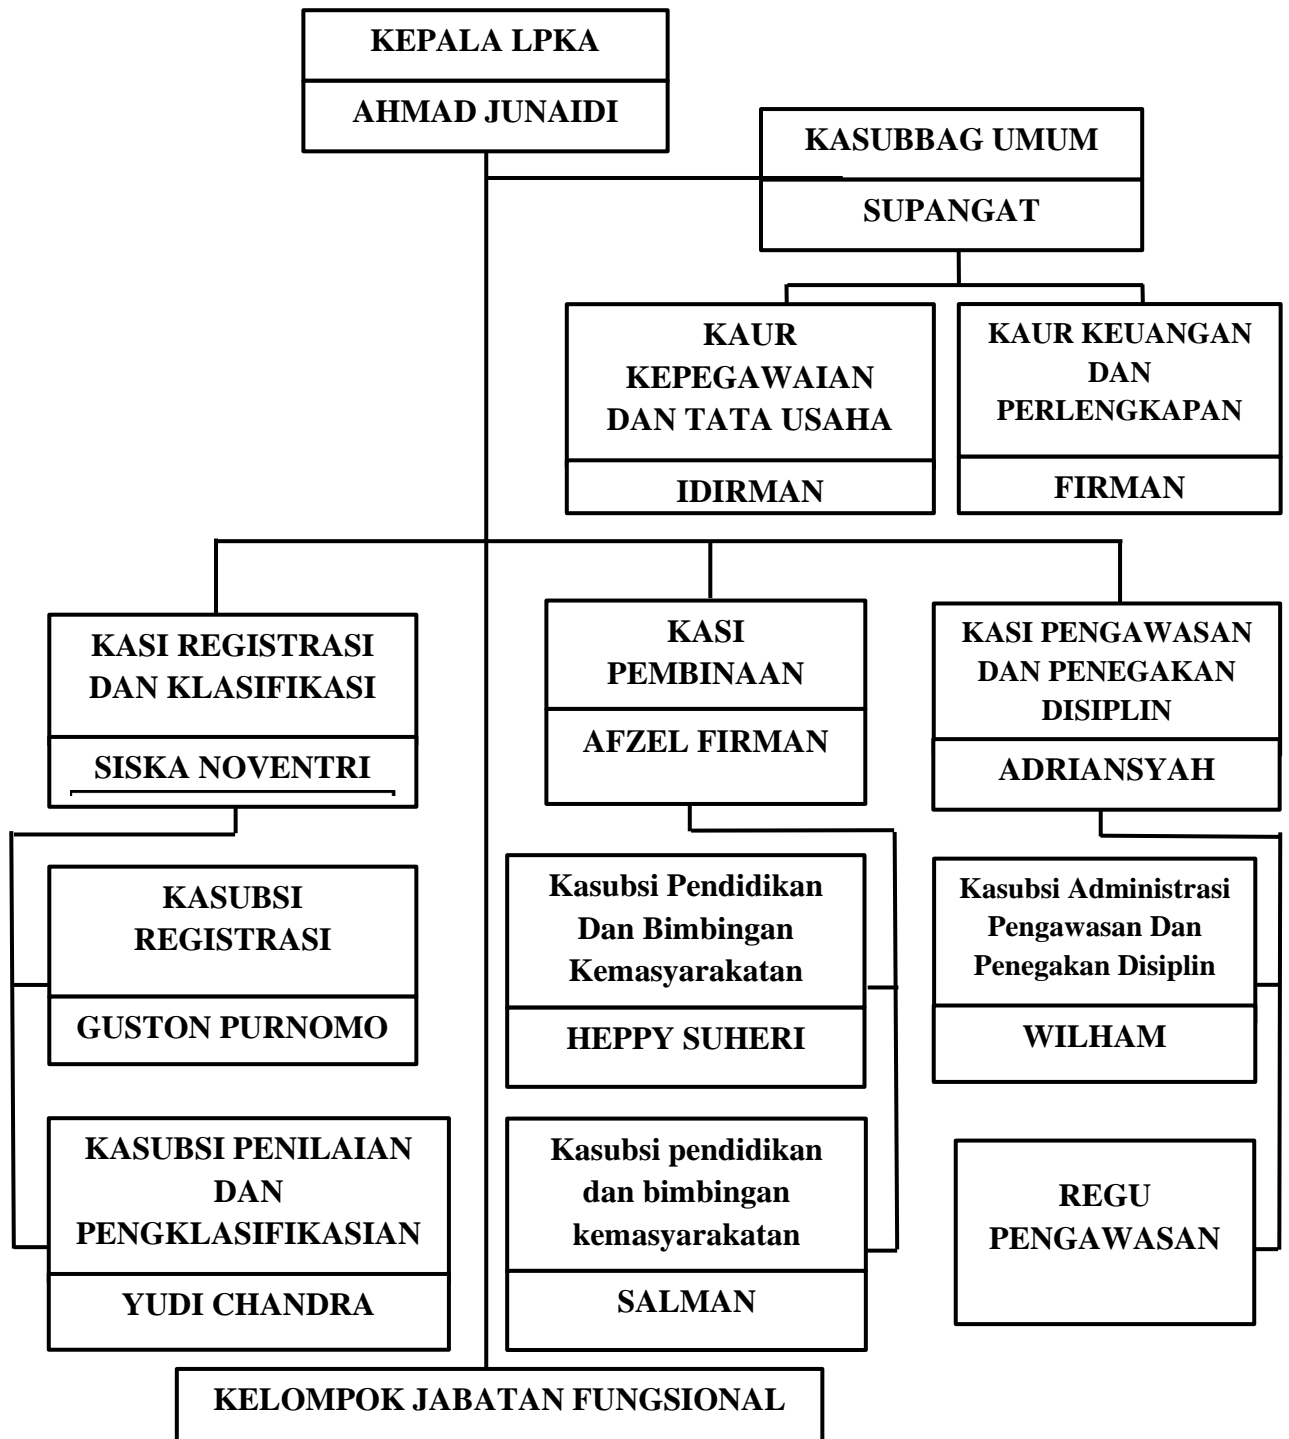 KEPALA LPKA
AHMAD JUNAIDI
KASUBBAG UMUM
SUPANGAT
KAUR
KEPEGAWAIAN
DAN TATA USAHA
IDIRMAN
KAUR KEUANGAN
DAN
PERLENGKAPAN
FIRMAN
KASI REGISTRASI
DAN KLASIFIKASI
SISKA NOVENTRI
KASI
PEMBINAAN
AFZEL FIRMAN
KASI PENGAWASAN
DAN PENEGAKAN
DISIPLIN
ADRIANSYAH
KASUBSI
REGISTRASI
GUSTON PURNOMO
Kasubsi Pendidikan
Dan Bimbingan
Kemasyarakatan
HEPPY SUHERI
Kasubsi Administrasi
Pengawasan Dan
Penegakan Disiplin
WILHAM
KASUBSI PENILAIAN
DAN
PENGKLASIFIKASIAN
YUDI CHANDRA
Kasubsi pendidikan
dan bimbingan
kemasyarakatan
SALMAN
REGU
PENGAWASAN
KELOMPOK JABATAN FUNGSIONAL